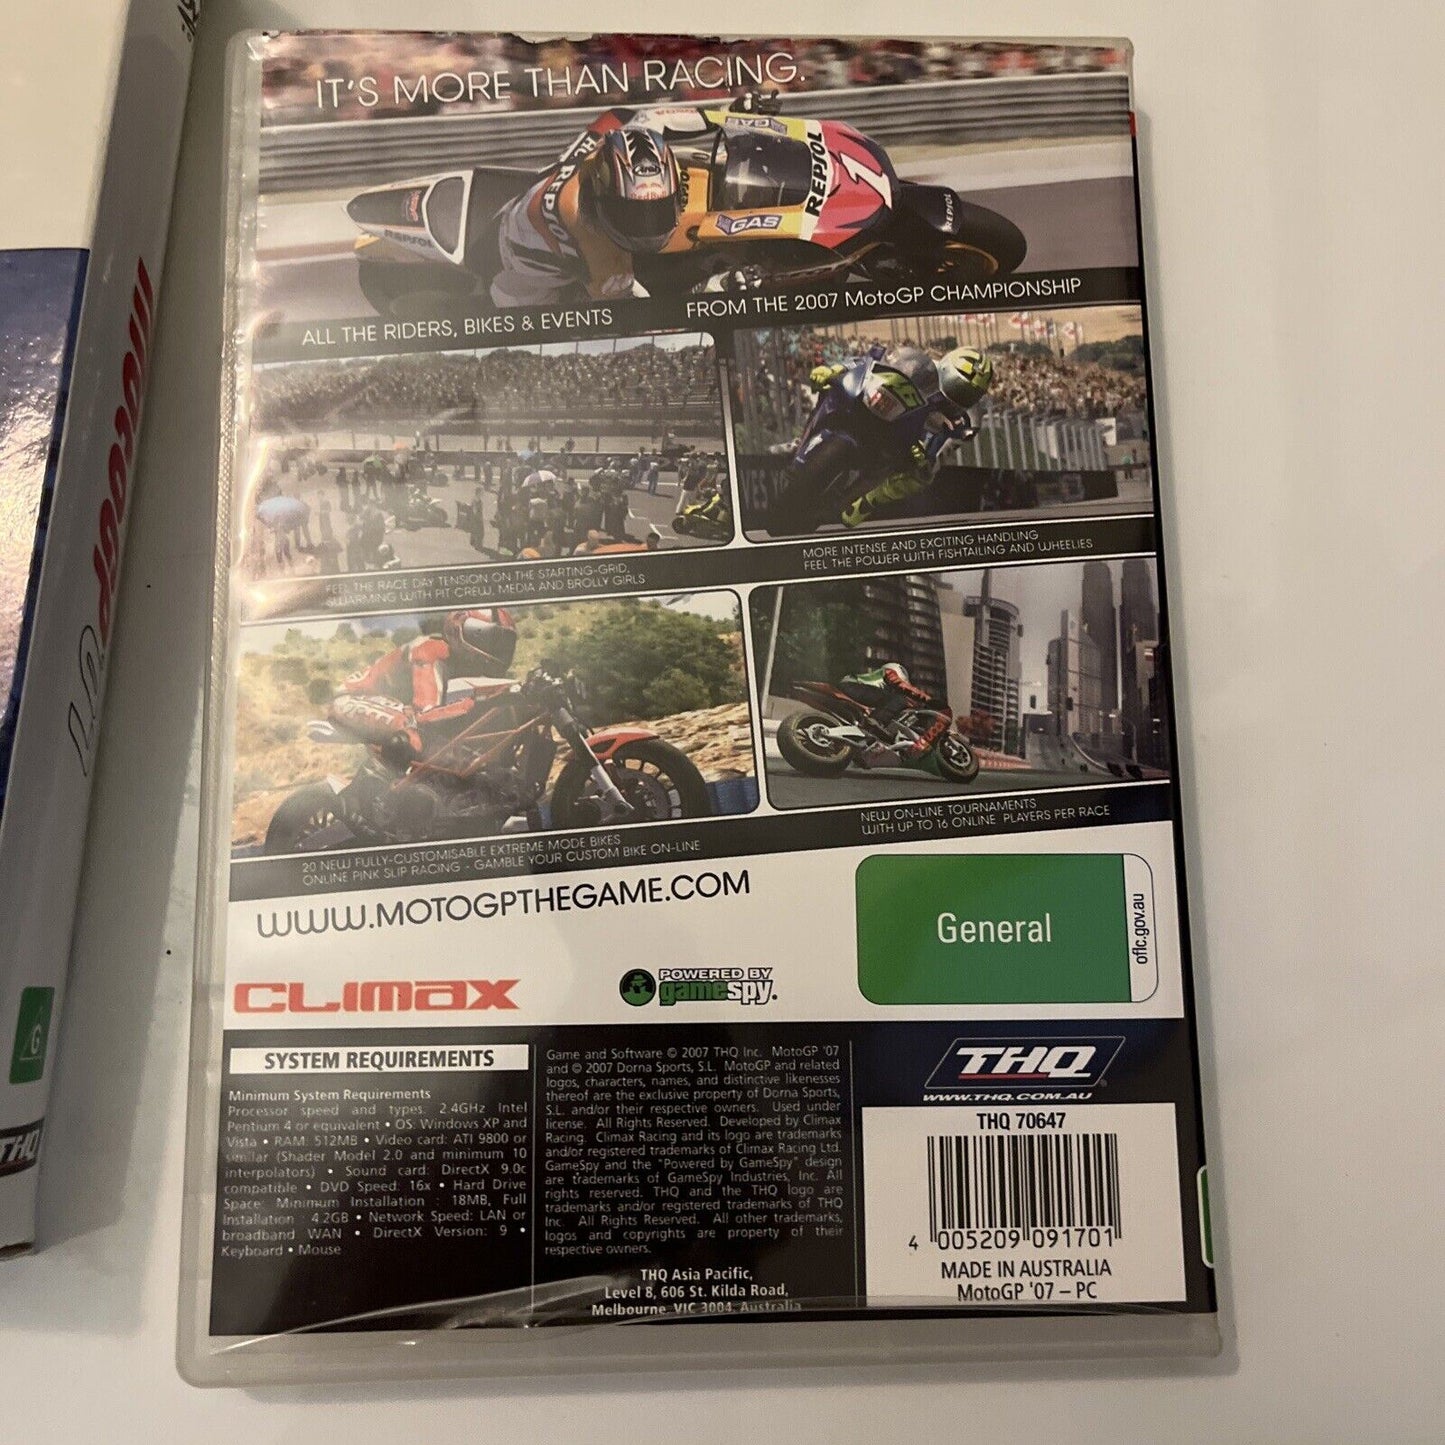 IT'S MORE THAN RACING.
ALL THE RIDERS, BIKES & EVENTS
FROM THE 2007 MotoGP CHAMPIONSHIP
REPSOL
GAS
1
FEEL THE RACE DAY TENSION ON THE STARTING-GRID,
SWARMING WITH PIT CREW, MEDIA AND BROLLY GIRLS
MORE INTENSE AND EXCITING HANDLING
FEEL THE POWER WITH FISHTAILING AND WHEELIES
20 NEW FULLY-CUSTOMISABLE EXTREME MODE BIKES
ONLINE PINK SLIP RACING - GAMBLE YOUR CUSTOM BIKE ON-LINE
NEW ON-LINE TOURNAMENTS
WITH UP TO 16 ONLINE PLAYERS PER RACE
WWW.MOTOGPTHEGAME.COM
General
oflc.gov.au
CLIMAX
POWERED BY
gamespy.
SYSTEM REQUIREMENTS
Minimum System Requirements
Processor speed and types: 2.4GHz Intel
Pentium 4 or equivalent • OS: Windows XP and
Vista • RAM: 512MB • Video card: ATI 9800 or
similar (Shader Model 2.0 and minimum 10
interpolators) • Sound card: DirectX 9.0c
compatible • DVD Speed: 16x • Hard Drive
Space: Minimum Installation : 18MB, Full
Installation : 4.2GB • Network Speed: LAN or
broadband WAN • DirectX Version: 9 •
Keyboard • Mouse
Game and Software © 2007 THQ Inc. MotoGP '07
and © 2007 Dorna Sports, S.L. MotoGP and related
logos, characters, names, and distinctive likenesses
thereof are the exclusive property of Dorna Sports,
S.L. and/or their respective owners. Used under
license. All Rights Reserved. Developed by Climax
Racing. Climax Racing and its logo are trademarks
and/or registered trademarks of Climax Racing Ltd.
GameSpy and the "Powered by GameSpy" design
are trademarks of GameSpy Industries, Inc. All
rights reserved. THQ and the THQ logo are
trademarks and/or registered trademarks of THQ
Inc. All Rights Reserved. All other trademarks,
logos and copyrights are property of their
respective owners.
THQ Asia Pacific,
Level 8, 606 St. Kilda Road,
Melbourne VIC 3004, Australia
THQ
WWW.THQ.COM.AU
THQ 70647
4 005209 091701
MADE IN AUSTRALIA
MotoGP '07 – PC
MotoGP
G
THQ